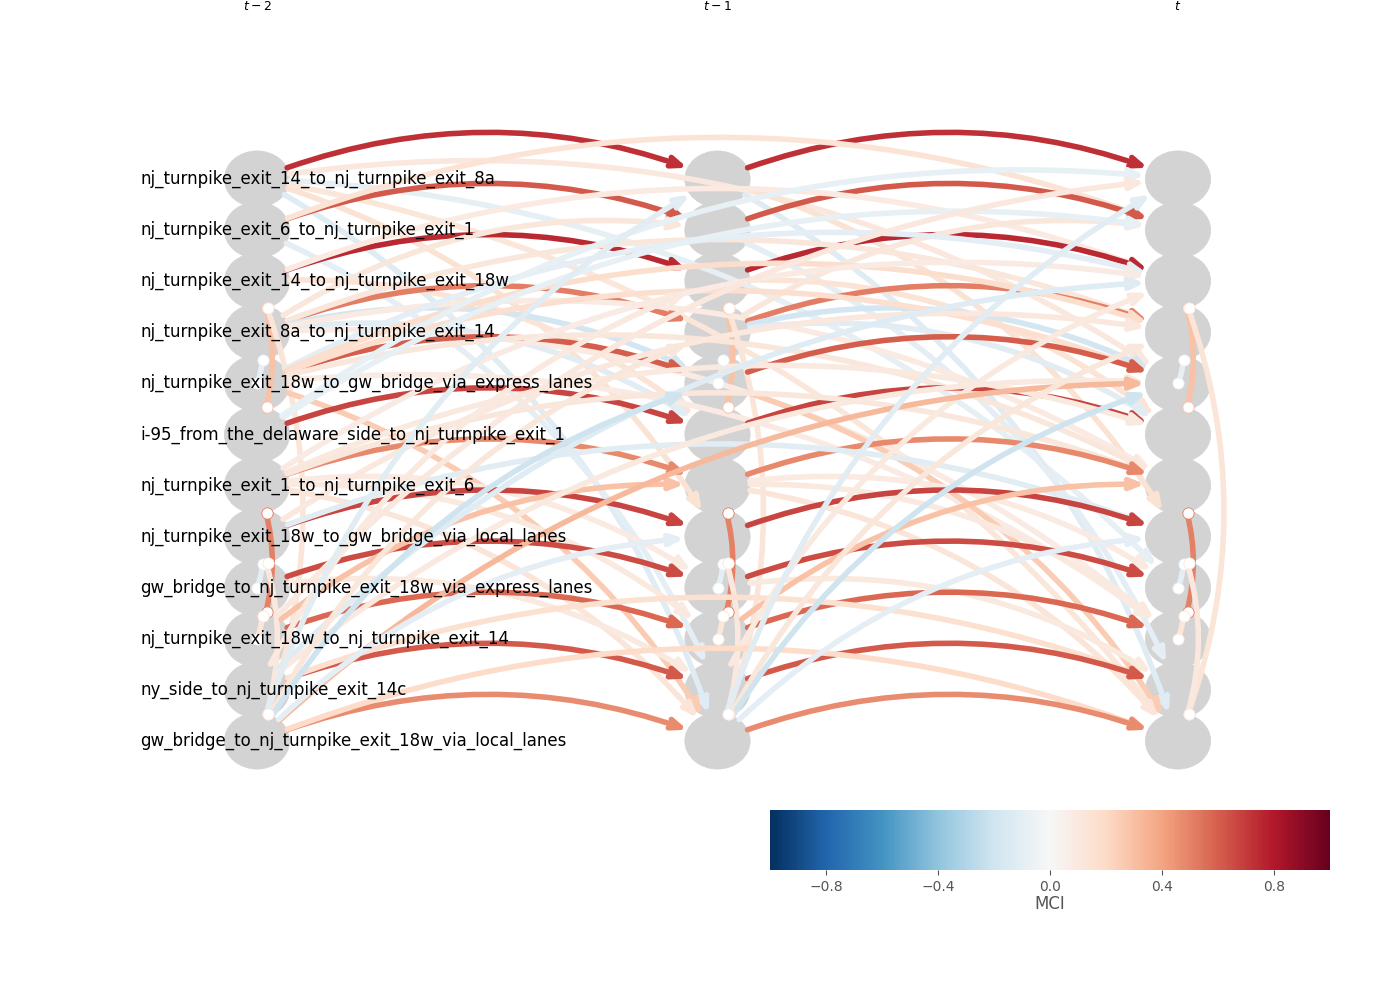 t − 2 t − 1 t
nj_turnpike_exit_14_to_nj_turnpike_exit_8a
nj_turnpike_exit_6_to_nj_turnpike_exit_1
nj_turnpike_exit_14_to_nj_turnpike_exit_18w
nj_turnpike_exit_8a_to_nj_turnpike_exit_14
nj_turnpike_exit_18w_to_gw_bridge_via_express_lanes
i-95_from_the_delaware_side_to_nj_turnpike_exit_1
nj_turnpike_exit_1_to_nj_turnpike_exit_6
nj_turnpike_exit_18w_to_gw_bridge_via_local_lanes
gw_bridge_to_nj_turnpike_exit_18w_via_express_lanes
nj_turnpike_exit_18w_to_nj_turnpike_exit_14
ny_side_to_nj_turnpike_exit_14c
gw_bridge_to_nj_turnpike_exit_18w_via_local_lanes
−0.8 −0.4 0.0 0.4 0.8
MCI